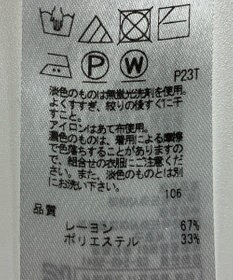 P
W
P23T
淡色のものは無蛍光洗剤を使用。
よくすすぎ、絞りの後すぐに干
すこと。
アイロンはあて布使用。
濃色のものは、着用による摩擦
で色落ちすることがありますの
で、組合せの衣服にご注意くだ
さい。また、淡色のものとは別
にお洗い下さい。
106
品質
レーヨン 67%
ポリエステル 33%